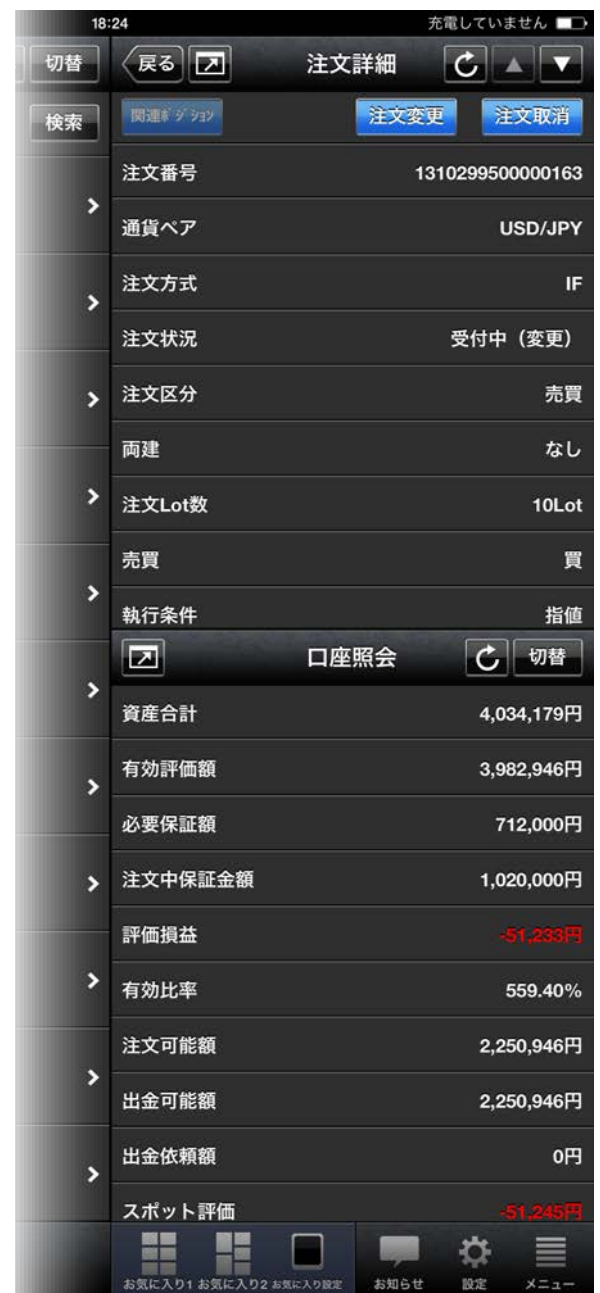 18:24 充電していません
切替 戻る 注文詳細
検索 関連ﾎﾟｼﾞｼｮﾝ 注文変更 注文取消
注文番号 1310299500000163
通貨ペア USD/JPY
注文方式 IF
注文状況 受付中（変更）
注文区分 売買
両建 なし
注文Lot数 10Lot
売買 買
執行条件 指値
口座照会 切替
資産合計 4,034,179円
有効評価額 3,982,946円
必要保証額 712,000円
注文中保証金額 1,020,000円
評価損益 -51,233円
有効比率 559.40%
注文可能額 2,250,946円
出金可能額 2,250,946円
出金依頼額 0円
スポット評価 -51,245円
お気に入り1 お気に入り2 お気に入り設定 お知らせ 設定 メニュー